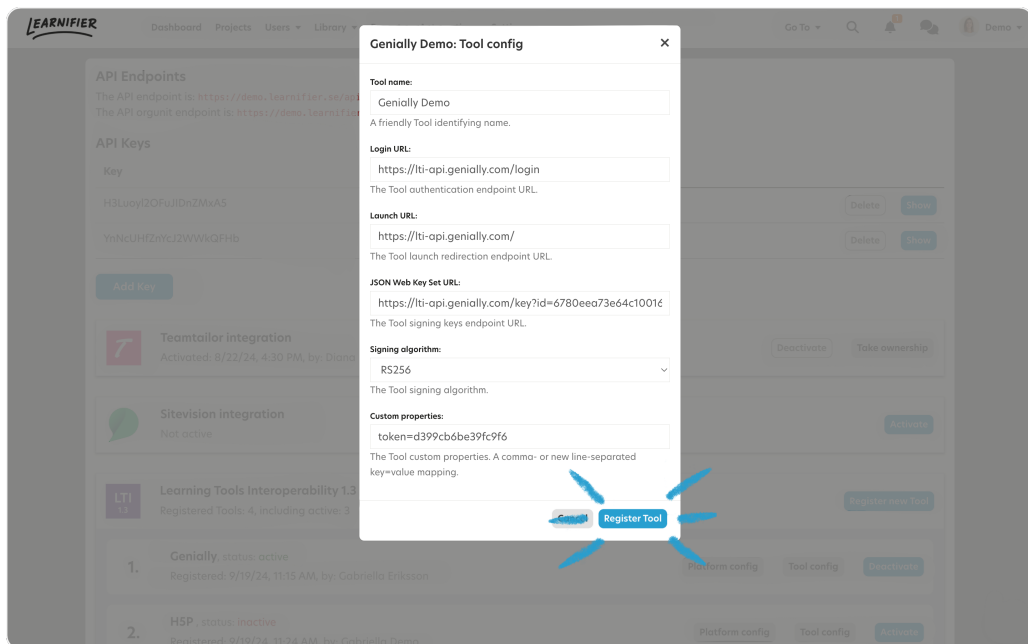 LEARNIFIER
Dashboard Projects Users Library
Go To
Demo
Genially Demo: Tool config
Tool name:
Genially Demo
A friendly Tool identifying name.
Login URL:
https://lti-api.genially.com/login
The Tool authentication endpoint URL.
Launch URL:
https://lti-api.genially.com/
The Tool launch redirection endpoint URL.
JSON Web Key Set URL:
https://lti-api.genially.com/key?id=6780eea73e64c10016
The Tool signing keys endpoint URL.
Signing algorithm:
RS256
The Tool signing algorithm.
Custom properties:
token=d399cb6be39fc9f6
The Tool custom properties. A comma- or new line-separated
key=value mapping.
Cancel Register Tool
API Endpoints
The API endpoint is: https://demo.learnifier.se/api
The API orgunit endpoint is: https://demo.learnifier
API Keys
Key
Delete Show
Delete Show
Add Key
Teamtailor integration
Activated: 8/22/24, 4:30 PM, by: Diana
Deactivate Take ownership
Sitevision integration
Not active
Activate
LTI
1.3
Learning Tools Interoperability 1.3
Registered Tools: 4, including active: 3
Register new Tool
1.
Genially, status: active
Registered: 9/19/24, 11:15 AM, by: Gabriella Eriksson
Platform config Tool config Deactivate
2.
H5P , status: inactive
Registered: 9/19/24, 11:24 AM, by: Gabriella Demo
Platform config Tool config Activate